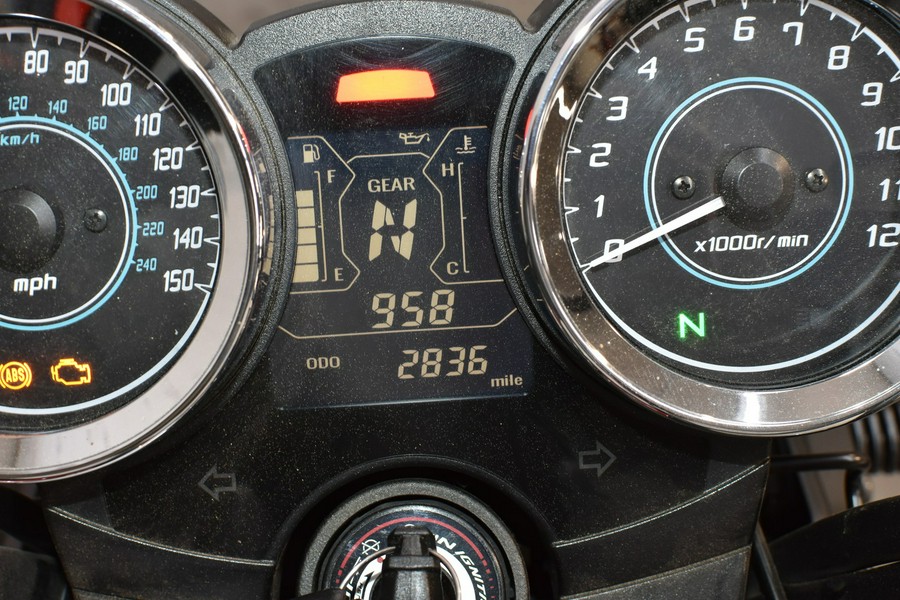 80
90
100
110
120
130
140
150
120
140
160
180
200
220
240
km/h
mph
ABS
F
E
GEAR
N
H
C
958
ODO 2836 mile
0
1
2
3
4
5
6
7
8
9
10
11
12
x1000r/min
N
ON IGNITI